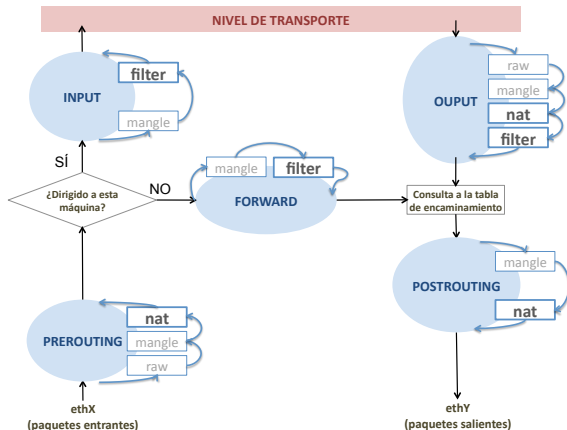 NIVEL DE TRANSPORTE
filter
INPUT
mangle
raw
mangle
OUPUT
nat
filter
SÍ
¿Dirigido a esta
máquina?
NO
mangle
filter
FORWARD
Consulta a la tabla
de encaminamiento
mangle
POSTROUTING
nat
nat
PREROUTING
mangle
raw
ethX
(paquetes entrantes)
ethY
(paquetes salientes)